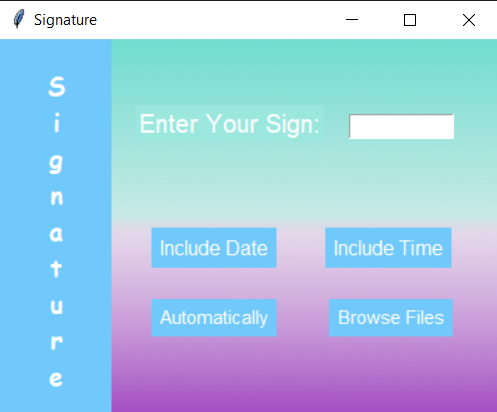 Signature
S
i
g
n
a
t
u
r
e
Enter Your Sign:
Include Date
Include Time
Automatically
Browse Files